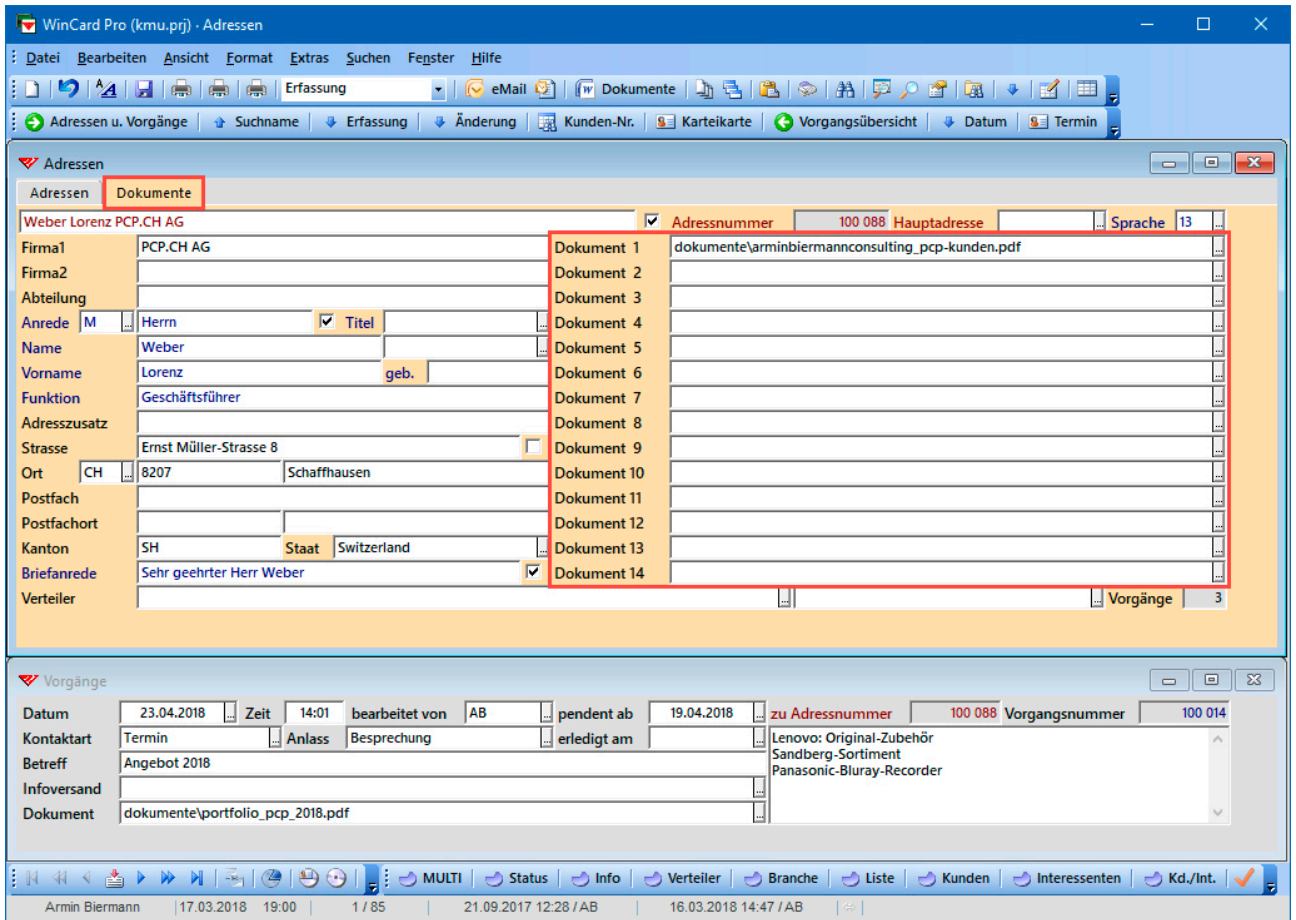 WinCard Pro (kmu.prj) - Adressen
Datei Bearbeiten Ansicht Format Extras Suchen Fenster Hilfe
Erfassung eMail Dokumente
Adressen u. Vorgänge Suchname Erfassung Änderung Kunden-Nr. Karteikarte Vorgangsübersicht Datum Termin
Adressen
Adressen Dokumente
Weber Lorenz PCP.CH AG Adressnummer 100 088 Hauptadresse ... Sprache 13 ...
Firma1 PCP.CH AG Dokument 1 dokumente\arminbiermannconsulting_pcp-kunden.pdf ...
Firma2 Dokument 2 ...
Abteilung Dokument 3 ...
Anrede M ... Herrn Titel ... Dokument 4 ...
Name Weber ... Dokument 5 ...
Vorname Lorenz geb. Dokument 6 ...
Funktion Geschäftsführer Dokument 7 ...
Adresszusatz Dokument 8 ...
Strasse Ernst Müller-Strasse 8 Dokument 9 ...
Ort CH ... 8207 Schaffhausen Dokument 10 ...
Postfach Dokument 11 ...
Postfachort Dokument 12 ...
Kanton SH Staat Switzerland ... Dokument 13 ...
Briefanrede Sehr geehrter Herr Weber Dokument 14 ...
Verteiler ... ... Vorgänge 3
Vorgänge
Datum 23.04.2018 ... Zeit 14:01 bearbeitet von AB ... pendent ab 19.04.2018 ... zu Adressnummer 100 088 Vorgangsnummer 100 014
Kontaktart Termin ... Anlass Besprechung ... erledigt am ... Lenovo: Original-Zubehör
Sandberg-Sortiment
Betreff Angebot 2018 Panasonic-Bluray-Recorder
Infoversand ...
Dokument dokumente\portfolio_pcp_2018.pdf ...
MULTI Status Info Verteiler Branche Liste Kunden Interessenten Kd./Int.
Armin Biermann 17.03.2018 19:00 1 / 85 21.09.2017 12:28 / AB 16.03.2018 14:47 / AB